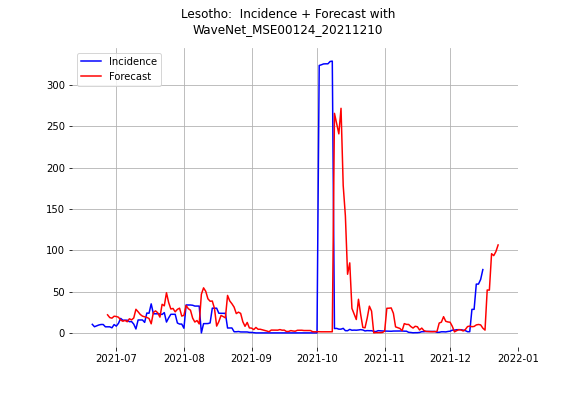 Lesotho:  Incidence + Forecast with
WaveNet_MSE00124_20211210
Incidence
Forecast
300
250
200
150
100
50
0
2021-07 2021-08 2021-09 2021-10 2021-11 2021-12 2022-01